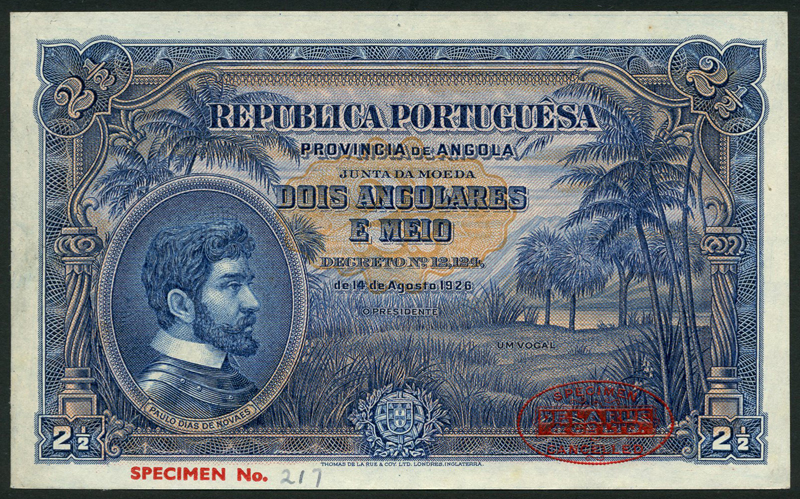 2½ 2½
REPUBLICA PORTUGUÊSA
PROVINCIA DE ANGOLA
JUNTA DA MOEDA
DOIS ANGOLARES
E MEIO
DECRETO Nº 12,124,
de 14 de Agosto 1926
O PRESIDENTE
UM VOGAL
PAULO DIAS DE NOVAES
SPECIMEN
CANCELLED
2½ 2½
THOMAS DE LA RUE & COY. LTD. LONDRES, INGLATERRA.
SPECIMEN No. 217